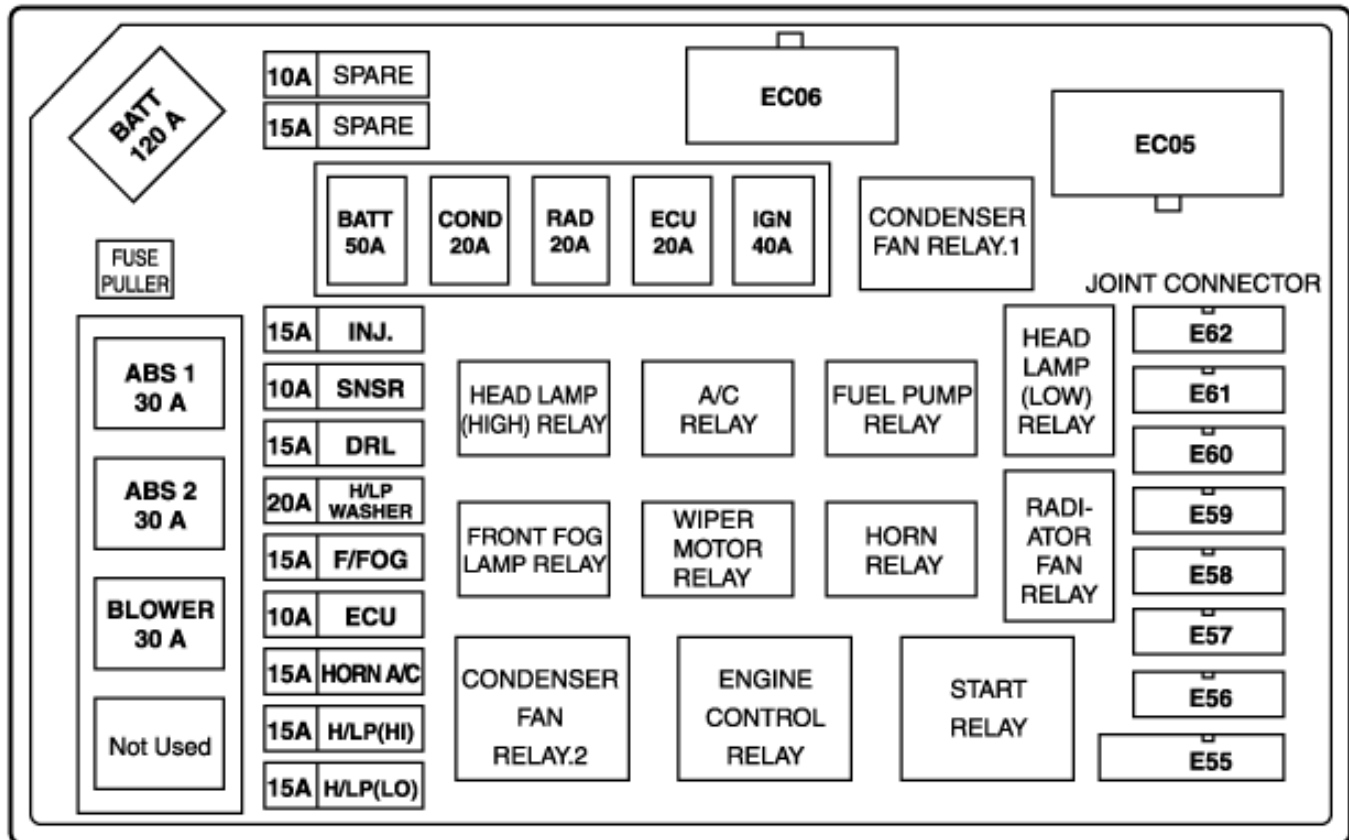 BATT
120 A
10A SPARE
15A SPARE
EC06
EC05
BATT
50A
COND
20A
RAD
20A
ECU
20A
IGN
40A
CONDENSER
FAN RELAY.1
FUSE
PULLER
JOINT CONNECTOR
ABS 1
30 A
ABS 2
30 A
BLOWER
30 A
Not Used
15A INJ.
10A SNSR
15A DRL
20A H/LP
WASHER
15A F/FOG
10A ECU
15A HORN A/C
15A H/LP(HI)
15A H/LP(LO)
HEAD LAMP
(HIGH) RELAY
A/C
RELAY
FUEL PUMP
RELAY
HEAD
LAMP
(LOW)
RELAY
FRONT FOG
LAMP RELAY
WIPER
MOTOR
RELAY
HORN
RELAY
RADI-
ATOR
FAN
RELAY
CONDENSER
FAN
RELAY.2
ENGINE
CONTROL
RELAY
START
RELAY
E62
E61
E60
E59
E58
E57
E56
E55